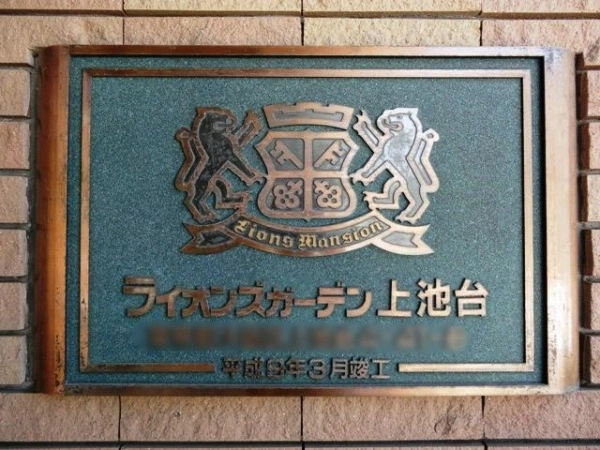 Lions Mansion
ライオンズガーデン上池台
平成9年3月竣工